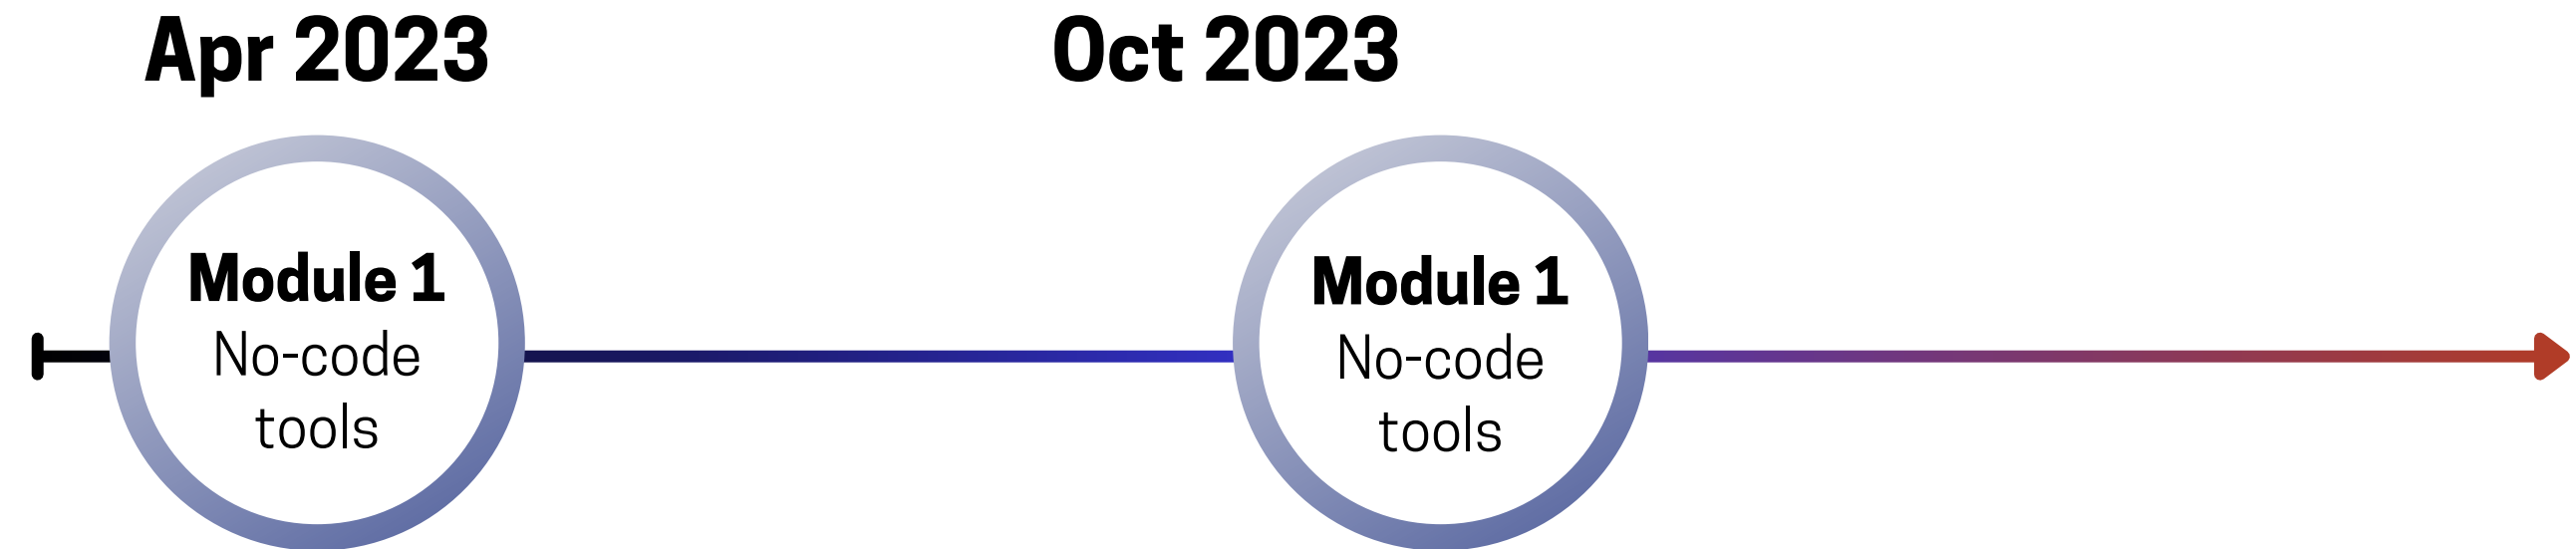 Apr 2023
Oct 2023
Module 1
No-code
tools
Module 1
No-code
tools